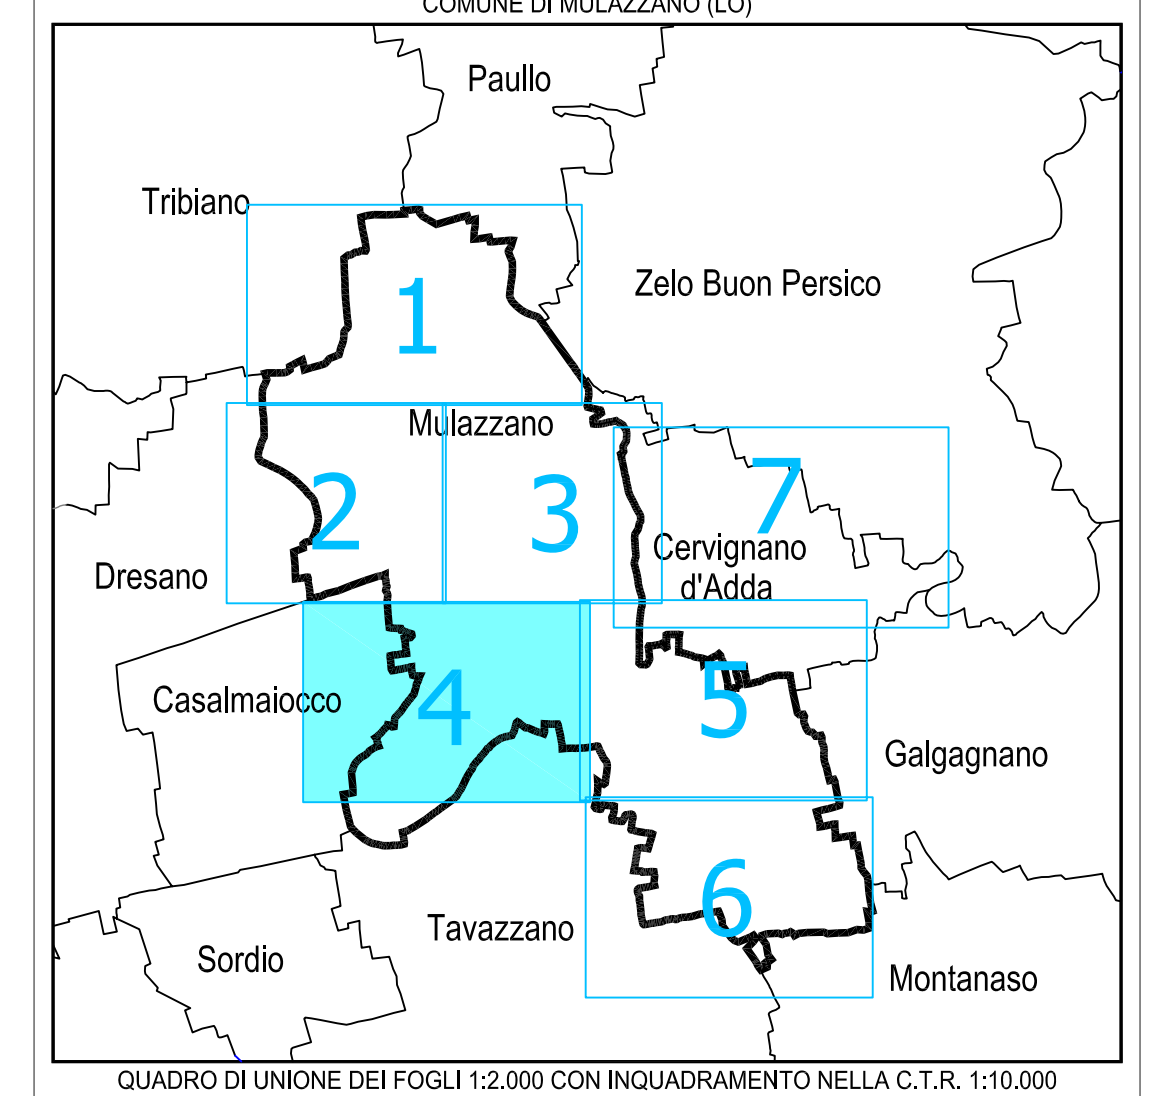 COMUNE DI MULAZZANO (LO)
Paullo
Tribiano
Zelo Buon Persico
1
Mulazzano
2
3
7
Cervignano
d'Adda
Dresano
Casalmaiocco
4
5
Galgagnano
6
Tavazzano
Sordio
Montanaso
QUADRO DI UNIONE DEI FOGLI 1:2.000 CON INQUADRAMENTO NELLA C.T.R. 1:10.000